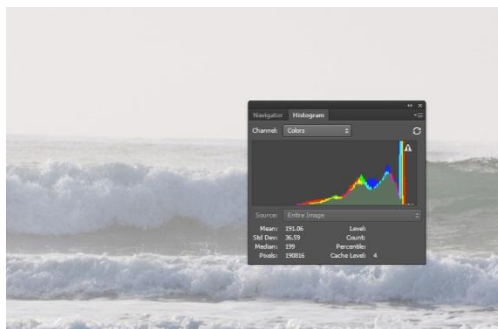 Navigator Histogram
Channel: Colors
Source: Entire Image
Mean: 191.06 Level:
Std Dev: 36.59 Count:
Median: 199 Percentile:
Pixels: 190816 Cache Level: 4